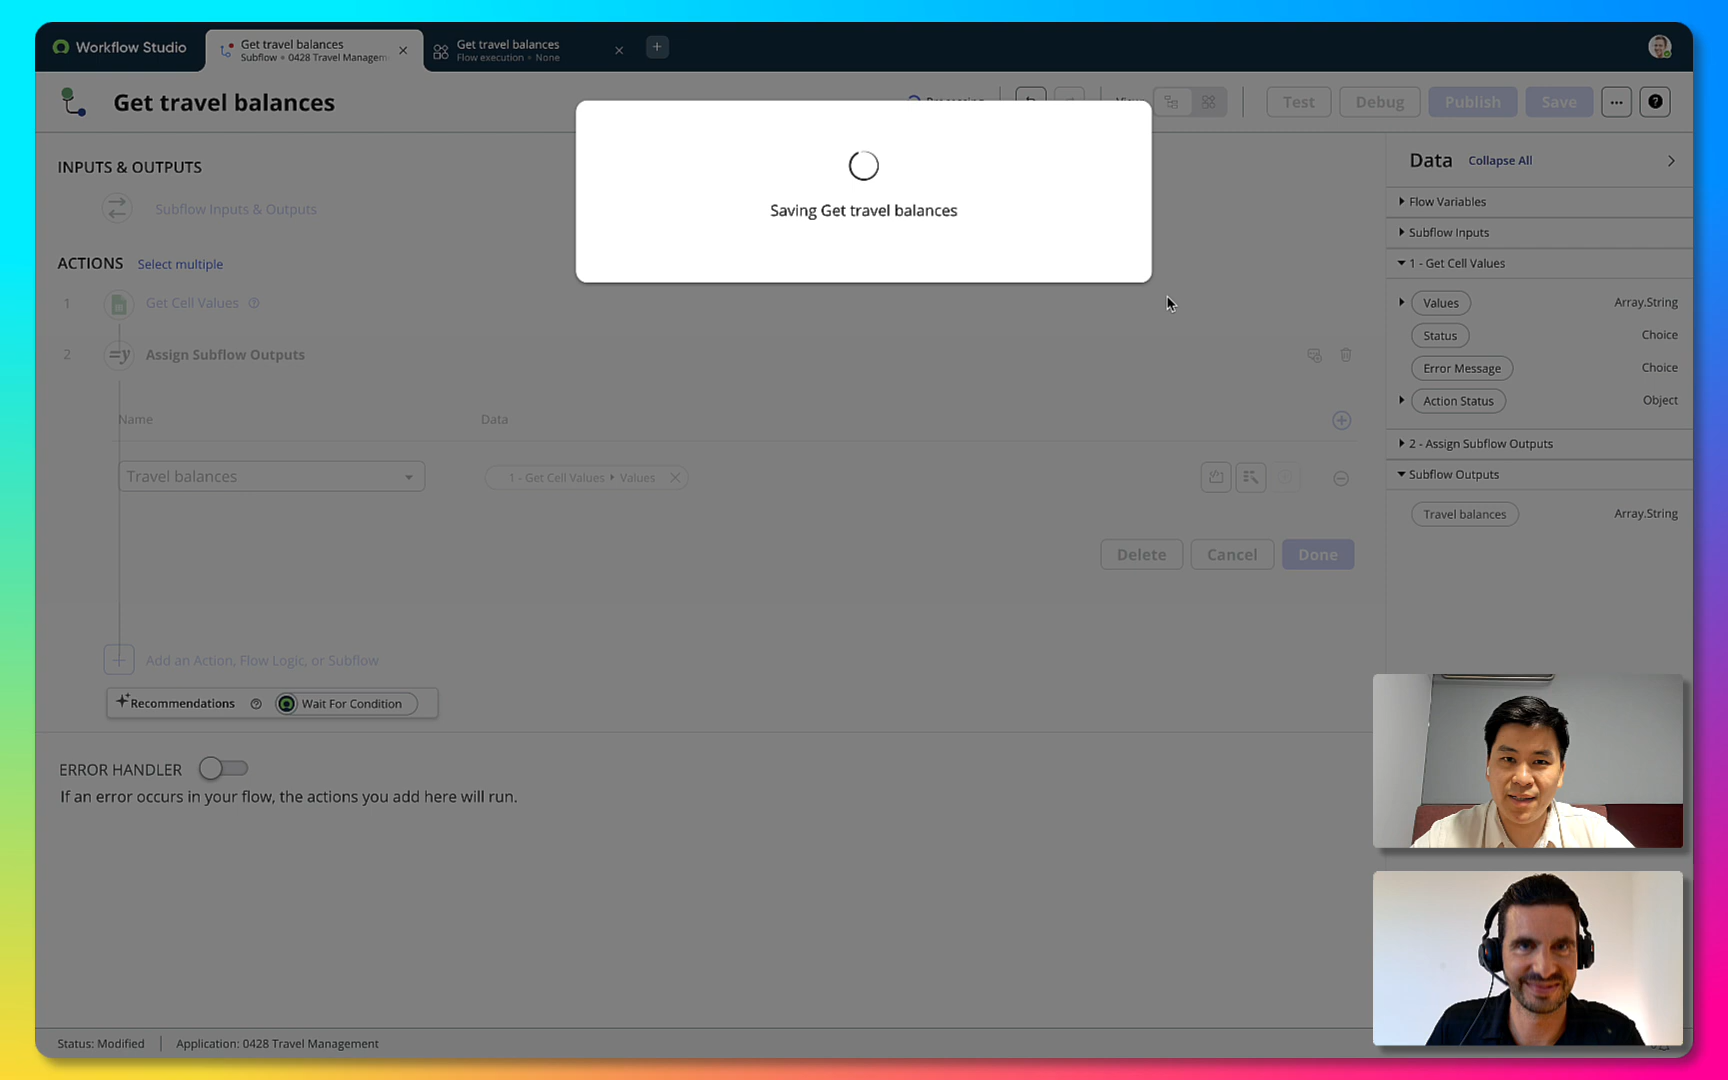 Workflow Studio
Get travel balances
Subflow • 0428 Travel Managem
Get travel balances
Flow execution • None
Get travel balances
Test
Debug
Publish
Save
Saving Get travel balances
INPUTS & OUTPUTS
Subflow Inputs & Outputs
ACTIONS
Select multiple
1
Get Cell Values
2
=y
Assign Subflow Outputs
Name
Data
Travel balances
1 - Get Cell Values ▸ Values
Delete
Cancel
Done
Add an Action, Flow Logic, or Subflow
Recommendations
Wait For Condition
ERROR HANDLER
If an error occurs in your flow, the actions you add here will run.
Data
Collapse All
Flow Variables
Subflow Inputs
1 - Get Cell Values
Values
Array.String
Status
Choice
Error Message
Choice
Action Status
Object
2 - Assign Subflow Outputs
Subflow Outputs
Travel balances
Array.String
Status: Modified
Application: 0428 Travel Management